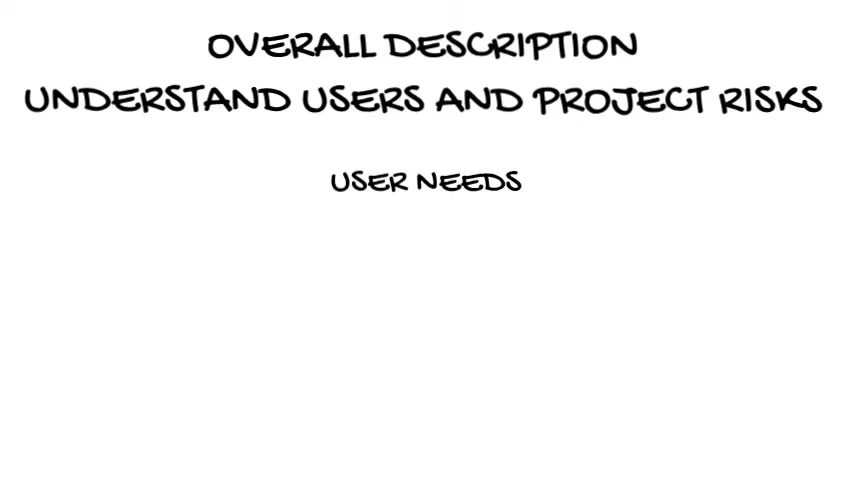 OVERALL DESCRIPTION
UNDERSTAND USERS AND PROJECT RISKS
USER NEEDS